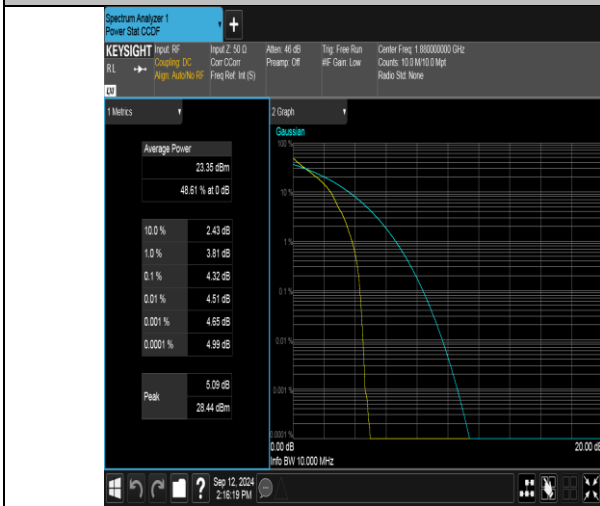 Spectrum Analyzer 1
Power Stat CCDF
+
KEYSIGHT
RL
LXI
Input: RF
Coupling: DC
Align: Auto/No RF
Input Z: 50 Ω
Corr CCorr
Freq Ref: Int (S)
Atten: 46 dB
Preamp: Off
Trig: Free Run
#IF Gain: Low
Center Freq: 1.880000000 GHz
Counts: 10.0 M/10.0 Mpt
Radio Std: None
1 Metrics
Average Power
23.35 dBm
48.61 % at 0 dB
10.0 % 2.43 dB
1.0 % 3.81 dB
0.1 % 4.32 dB
0.01 % 4.51 dB
0.001 % 4.65 dB
0.0001 % 4.99 dB
Peak
5.09 dB
28.44 dBm
2 Graph
Gaussian
100 %
10 %
1 %
0.1 %
0.01 %
0.001 %
0.0001 %
0.00 dB
20.00 dB
Info BW 10.000 MHz
?
Sep 12, 2024
2:16:19 PM